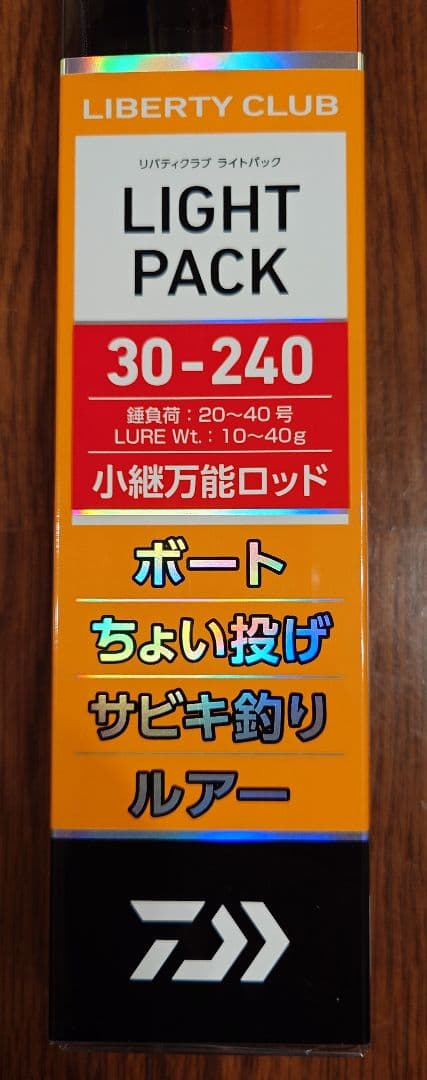 LIBERTY CLUB
リバティクラブ ライトパック
LIGHT
PACK
30-240
錘負荷：20～40号
LURE Wt.：10～40g
小継万能ロッド
ボート
ちょい投げ
サビキ釣り
ルアー